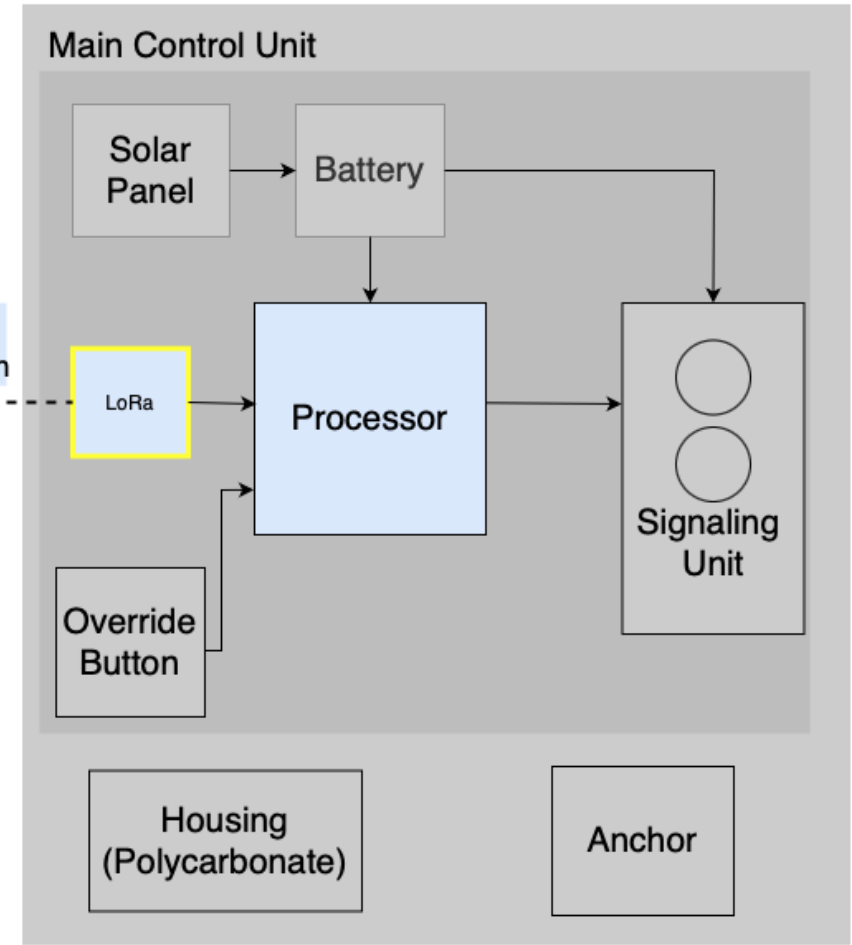 Main Control Unit
Solar
Panel
Battery
LoRa
Processor
Signaling
Unit
Override
Button
Housing
(Polycarbonate)
Anchor